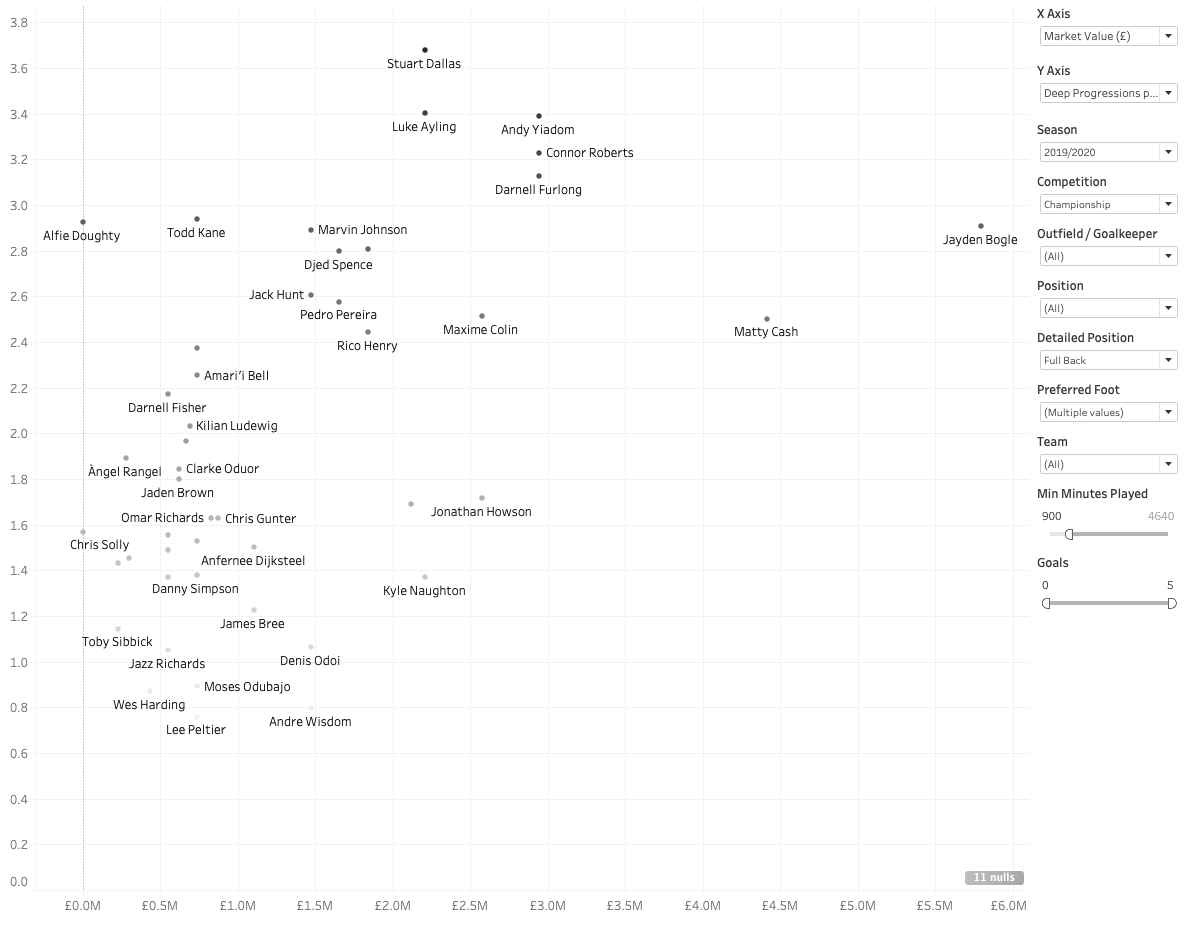 3.8
3.6
3.4
3.2
3.0
2.8
2.6
2.4
2.2
2.0
1.8
1.6
1.4
1.2
1.0
0.8
0.6
0.4
0.2
0.0
Stuart Dallas
Luke Ayling
Andy Yiadom
Connor Roberts
Darnell Furlong
Alfie Doughty
Todd Kane
Marvin Johnson
Jayden Bogle
Djed Spence
Jack Hunt
Pedro Pereira
Maxime Colin
Matty Cash
Rico Henry
Amari'i Bell
Darnell Fisher
Kilian Ludewig
Àngel Rangel
Clarke Oduor
Jaden Brown
Jonathan Howson
Omar Richards
Chris Gunter
Chris Solly
Anfernee Dijksteel
Danny Simpson
Kyle Naughton
James Bree
Toby Sibbick
Jazz Richards
Denis Odoi
Moses Odubajo
Wes Harding
Andre Wisdom
Lee Peltier
11 nulls
£0.0M £0.5M £1.0M £1.5M £2.0M £2.5M £3.0M £3.5M £4.0M £4.5M £5.0M £5.5M £6.0M
X Axis
Market Value (£)
Y Axis
Deep Progressions p...
Season
2019/2020
Competition
Championship
Outfield / Goalkeeper
(All)
Position
(All)
Detailed Position
Full Back
Preferred Foot
(Multiple values)
Team
(All)
Min Minutes Played
900 4640
Goals
0 5